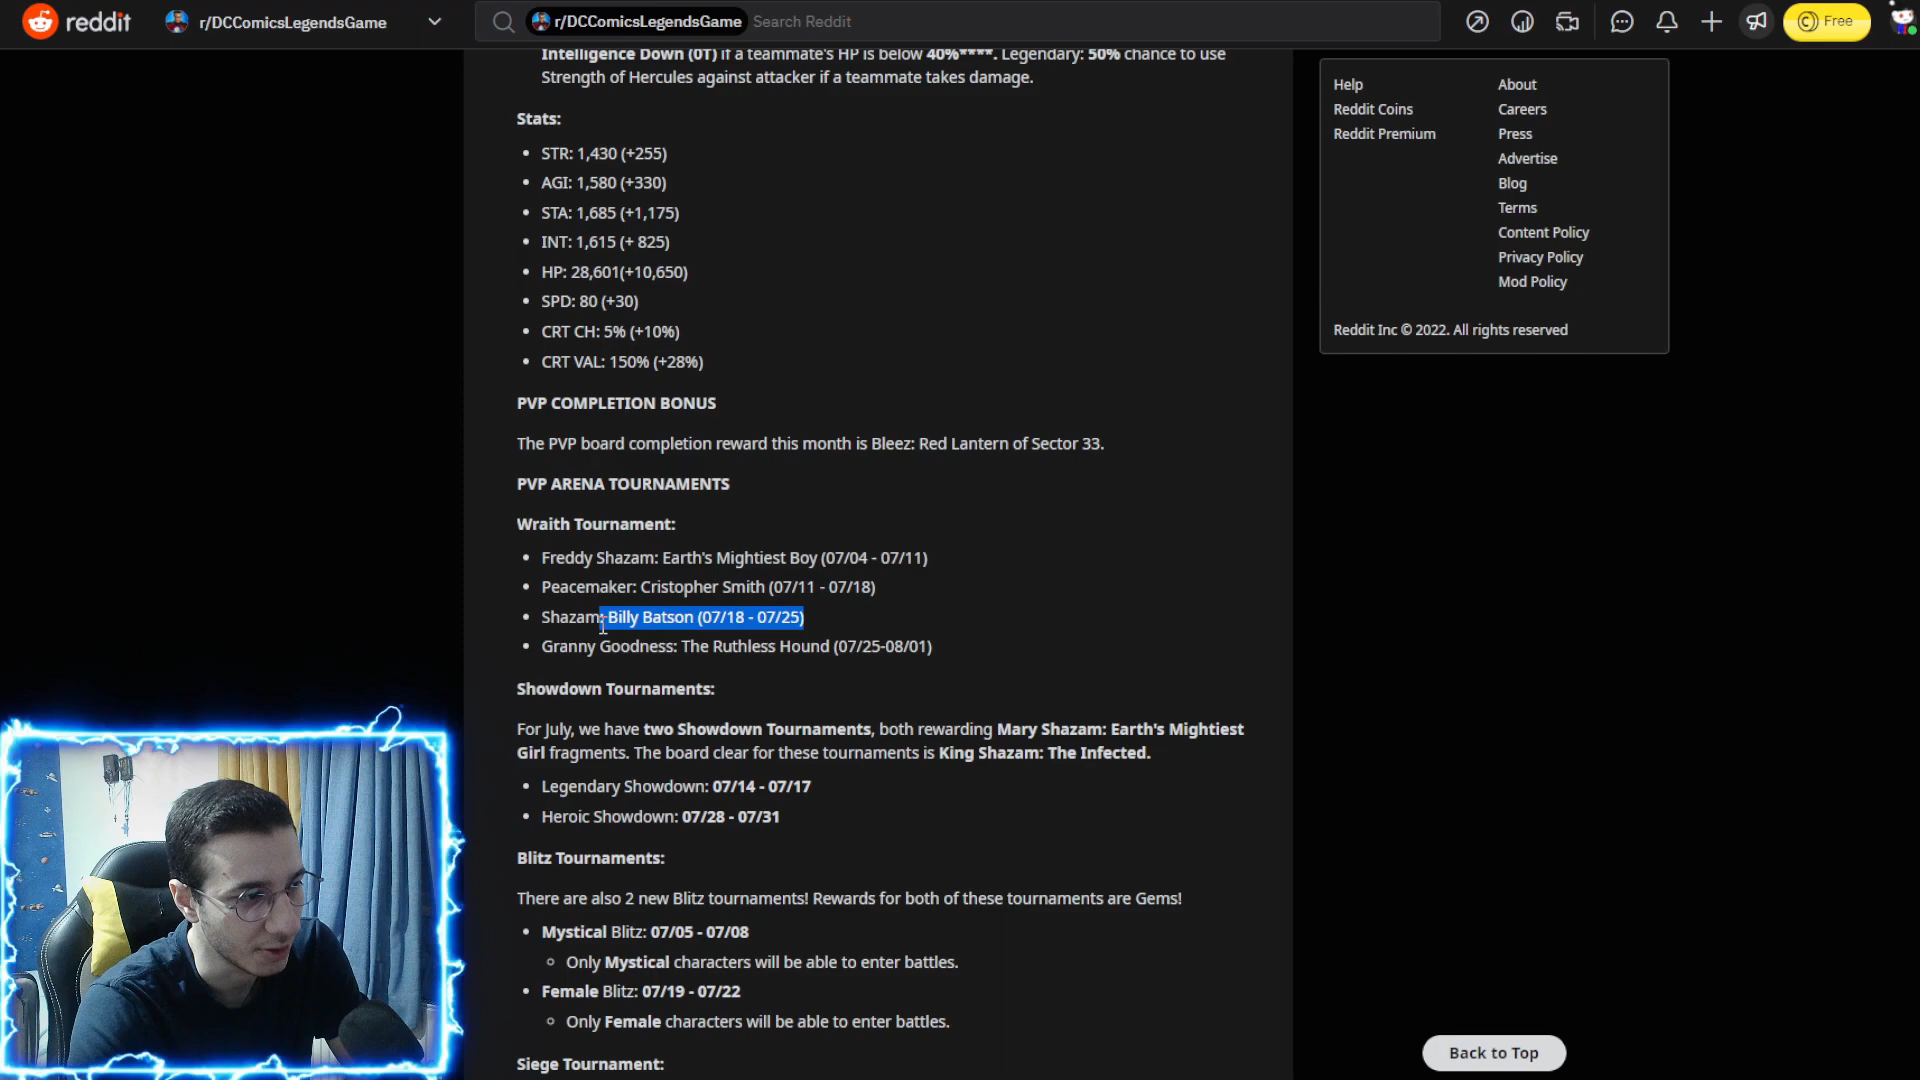 reddit
r/DCComicsLegendsGame
r/DCComicsLegendsGame
Search Reddit
Free
Intelligence Down (0T) if a teammate's HP is below 40%****. Legendary: 50% chance to use
Strength of Hercules against attacker if a teammate takes damage.
Stats:
• STR: 1,430 (+255)
• AGI: 1,580 (+330)
• STA: 1,685 (+1,175)
• INT: 1,615 (+ 825)
• HP: 28,601(+10,650)
• SPD: 80 (+30)
• CRT CH: 5% (+10%)
• CRT VAL: 150% (+28%)
PVP COMPLETION BONUS
The PVP board completion reward this month is Bleez: Red Lantern of Sector 33.
PVP ARENA TOURNAMENTS
Wraith Tournament:
• Freddy Shazam: Earth's Mightiest Boy (07/04 - 07/11)
• Peacemaker: Cristopher Smith (07/11 - 07/18)
• Shazam: Billy Batson (07/18 - 07/25)
• Granny Goodness: The Ruthless Hound (07/25-08/01)
Showdown Tournaments:
For July, we have two Showdown Tournaments, both rewarding Mary Shazam: Earth's Mightiest
Girl fragments. The board clear for these tournaments is King Shazam: The Infected.
• Legendary Showdown: 07/14 - 07/17
• Heroic Showdown: 07/28 - 07/31
Blitz Tournaments:
There are also 2 new Blitz tournaments! Rewards for both of these tournaments are Gems!
• Mystical Blitz: 07/05 - 07/08
◦ Only Mystical characters will be able to enter battles.
• Female Blitz: 07/19 - 07/22
◦ Only Female characters will be able to enter battles.
Siege Tournament:
Help
Reddit Coins
Reddit Premium
About
Careers
Press
Advertise
Blog
Terms
Content Policy
Privacy Policy
Mod Policy
Reddit Inc © 2022. All rights reserved
Back to Top